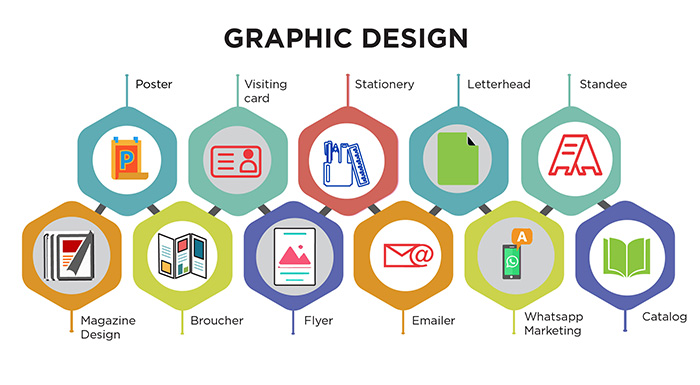 GRAPHIC DESIGN
Poster
Visiting
card
Stationery
Letterhead
Standee
P
A
Magazine
Design
Broucher
Flyer
Emailer
Whatsapp
Marketing
Catalog